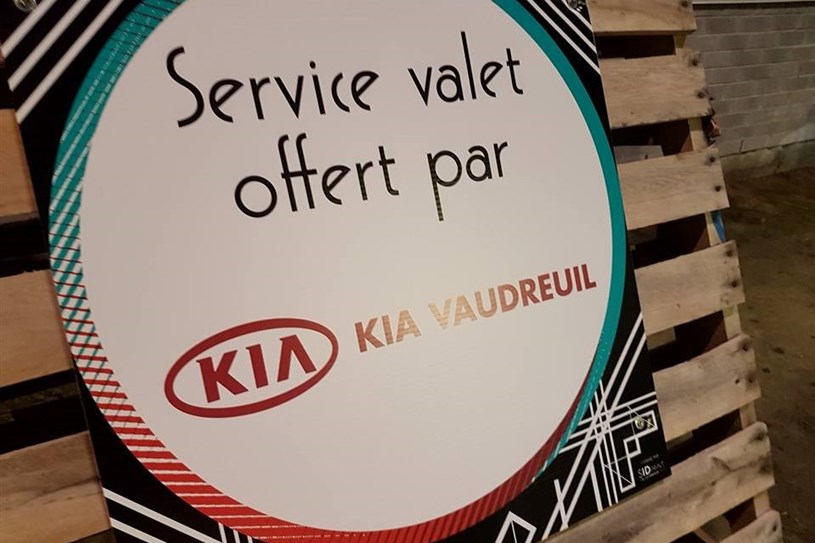 Service valet
offert par
KIA
KIA VAUDREUIL